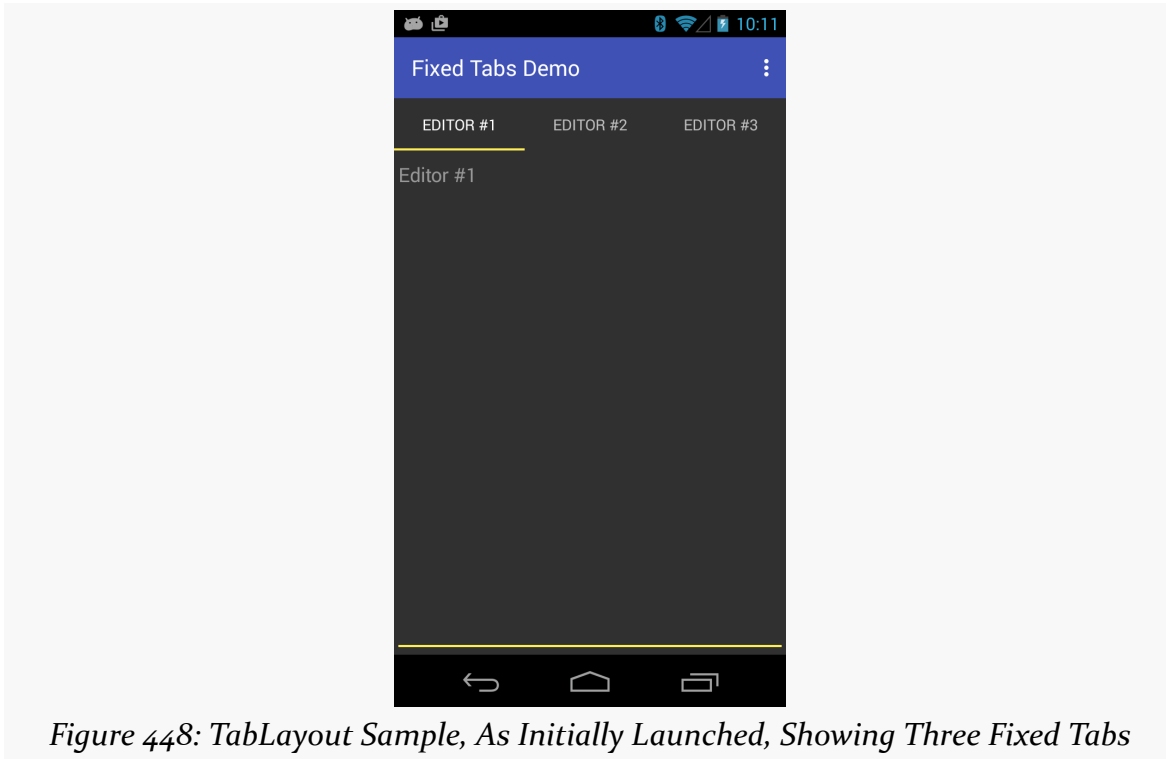 10:11
Fixed Tabs Demo
EDITOR #1 EDITOR #2 EDITOR #3
Editor #1
Figure 448: TabLayout Sample, As Initially Launched, Showing Three Fixed Tabs